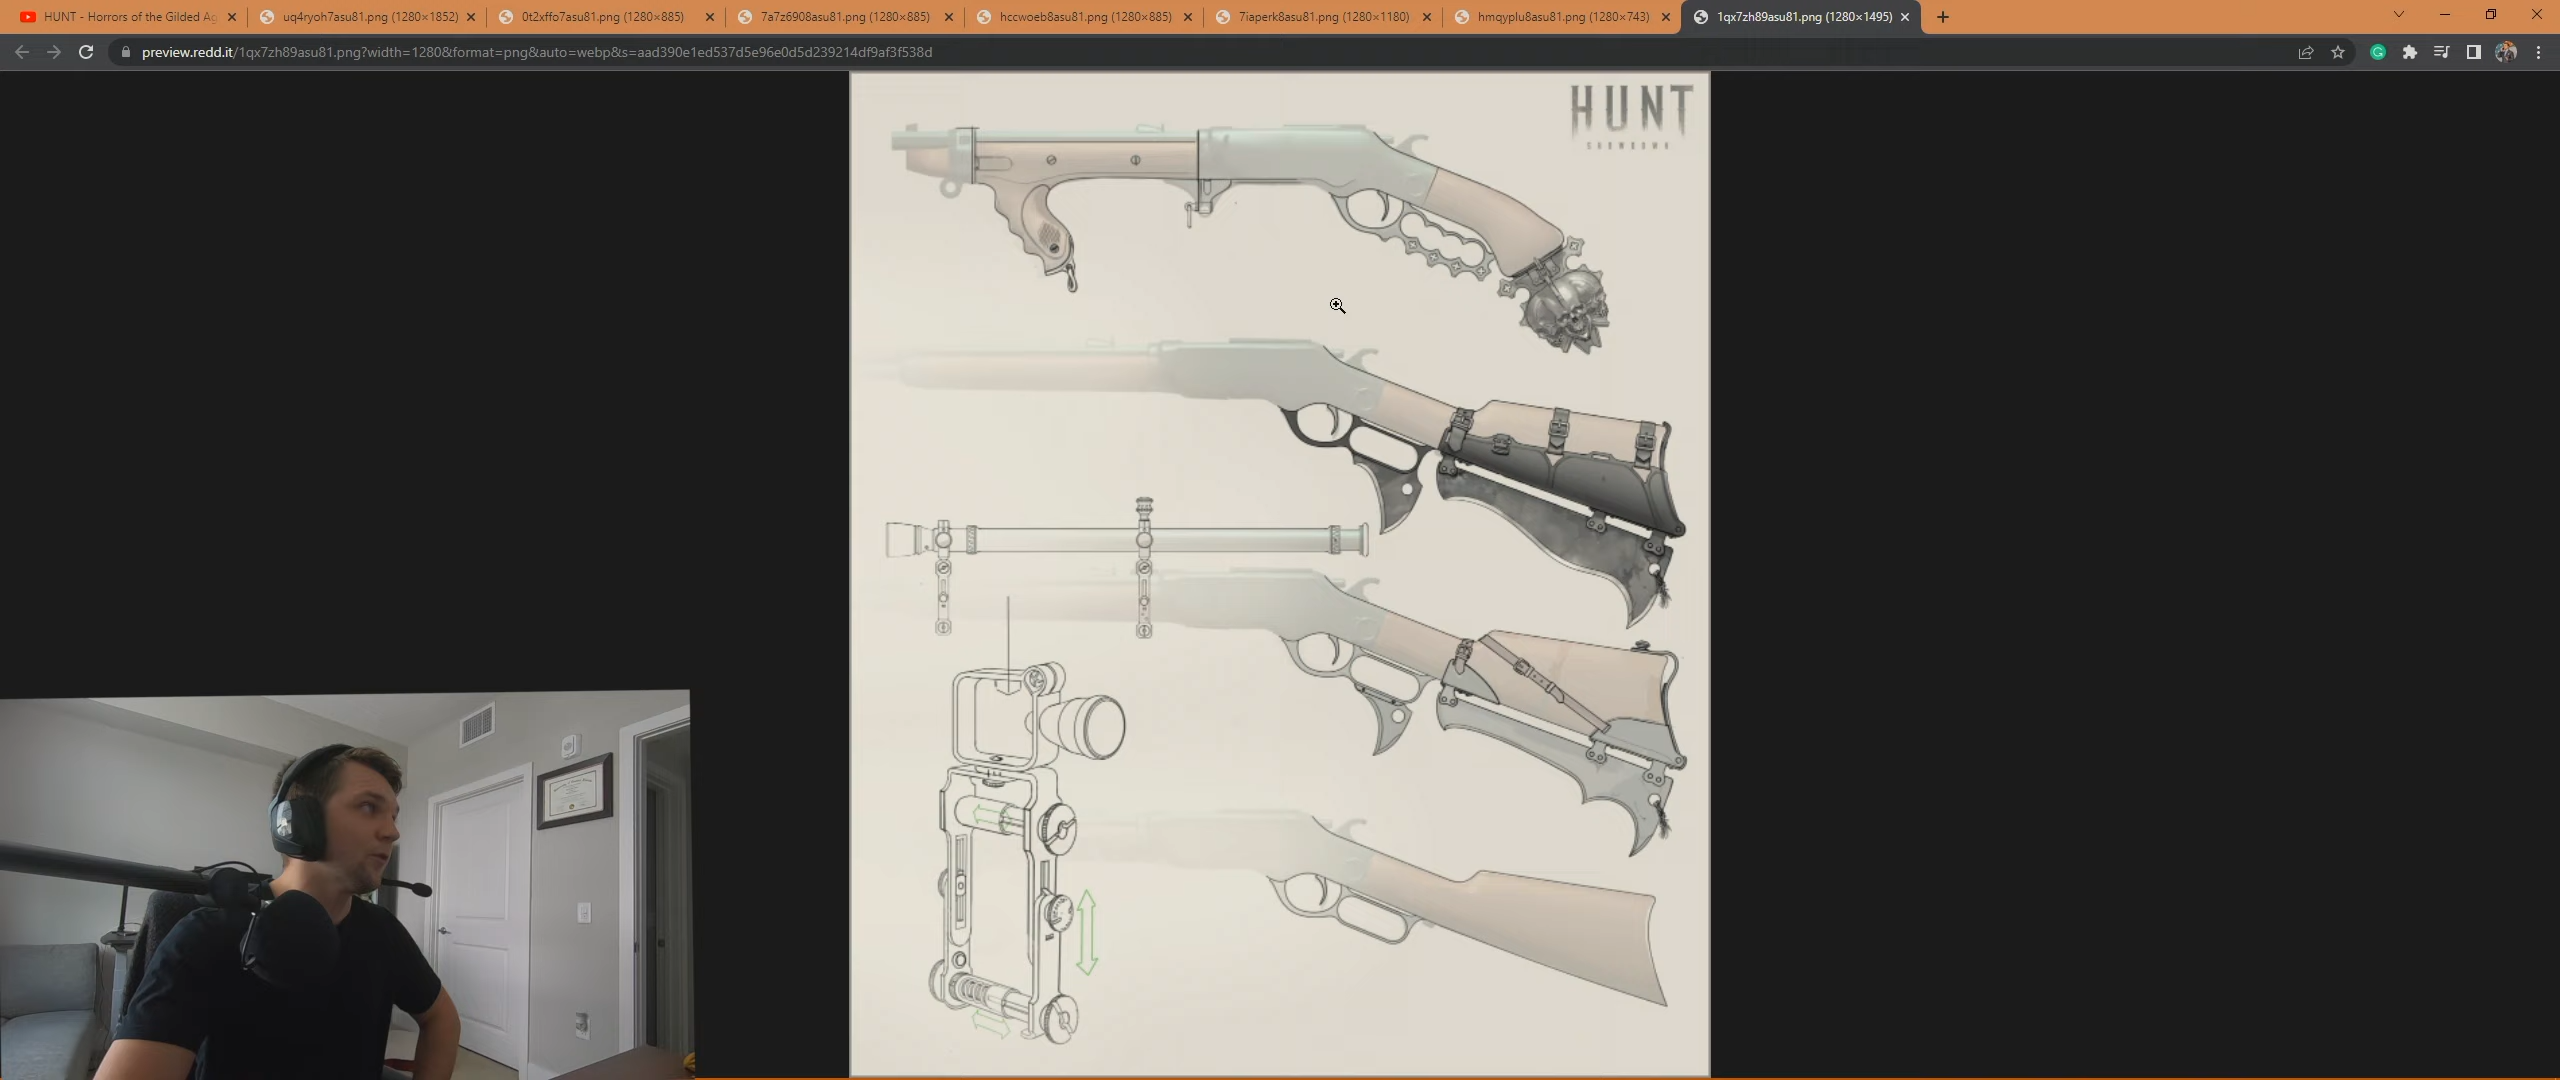 HUNT - Horrors of the Gilded Ag
uq4ryoh7asu81.png (1280×1852)
0t2xffo7asu81.png (1280×885)
7a7z6908asu81.png (1280×885)
hccwoeb8asu81.png (1280×885)
7iaperk8asu81.png (1280×1180)
hmqyplu8asu81.png (1280×743)
1qx7zh89asu81.png (1280×1495)
preview.redd.it/1qx7zh89asu81.png?width=1280&format=png&auto=webp&s=aad390e1ed537d5e96e0d5d239214df9af3f538d
HUNT
SHOWDOWN